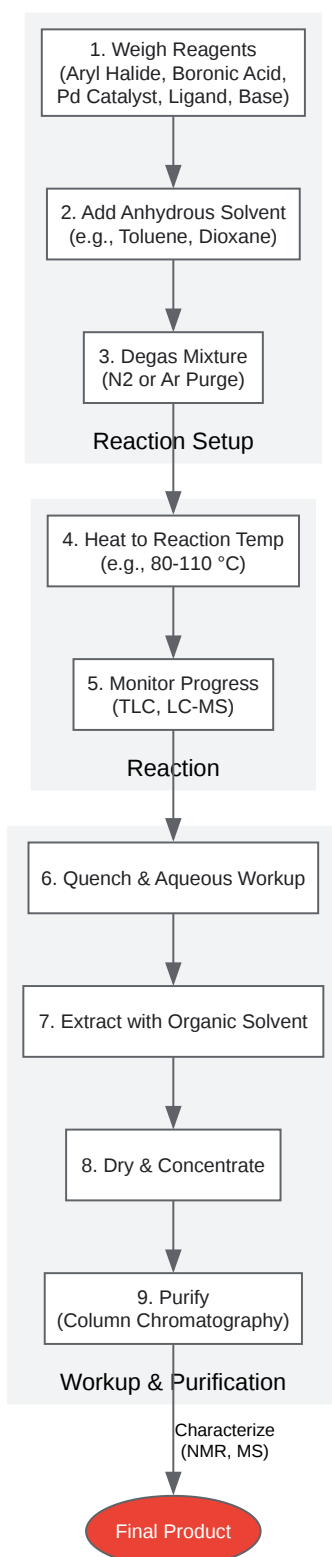 1. Weigh Reagents
(Aryl Halide, Boronic Acid,
Pd Catalyst, Ligand, Base)
2. Add Anhydrous Solvent
(e.g., Toluene, Dioxane)
3. Degas Mixture
(N2 or Ar Purge)
Reaction Setup
4. Heat to Reaction Temp
(e.g., 80-110 °C)
5. Monitor Progress
(TLC, LC-MS)
Reaction
6. Quench & Aqueous Workup
7. Extract with Organic Solvent
8. Dry & Concentrate
9. Purify
(Column Chromatography)
Workup & Purification
Characterize
(NMR, MS)
Final Product